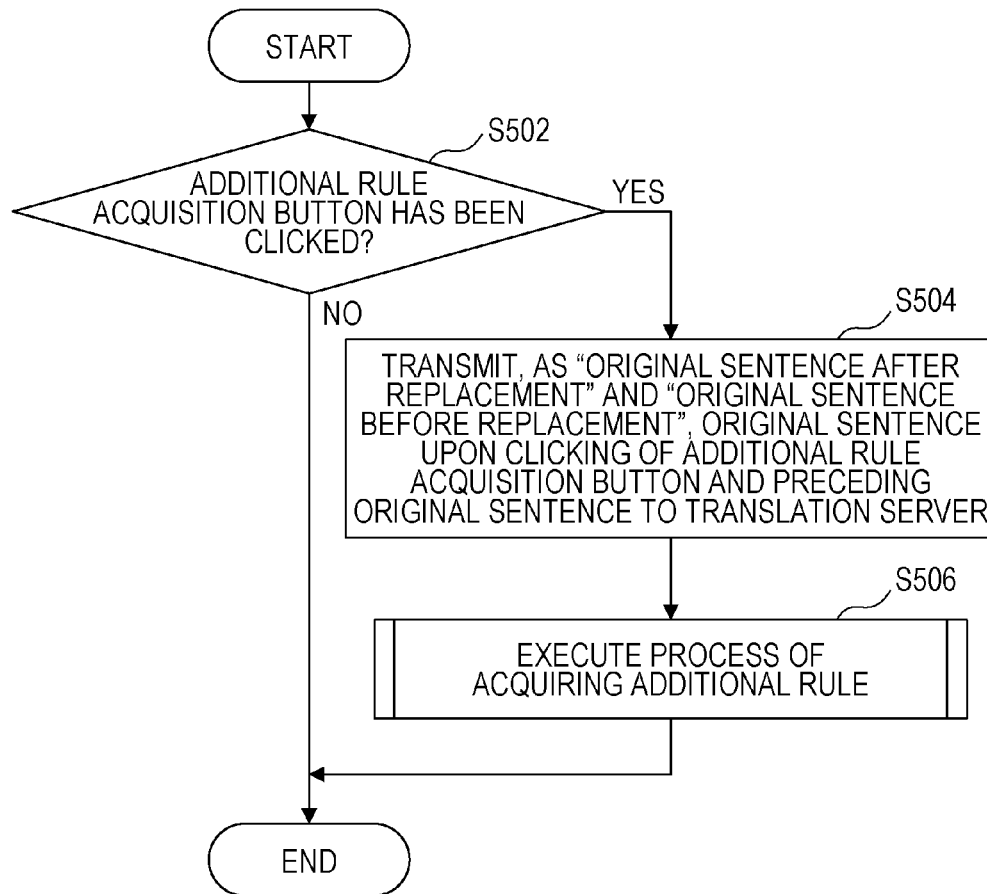 START
S502
ADDITIONAL RULE
ACQUISITION BUTTON HAS BEEN
CLICKED?
YES
NO
S504
TRANSMIT, AS “ORIGINAL SENTENCE AFTER
REPLACEMENT” AND “ORIGINAL SENTENCE
BEFORE REPLACEMENT”, ORIGINAL SENTENCE
UPON CLICKING OF ADDITIONAL RULE
ACQUISITION BUTTON AND PRECEDING
ORIGINAL SENTENCE TO TRANSLATION SERVER
S506
EXECUTE PROCESS OF
ACQUIRING ADDITIONAL RULE
END